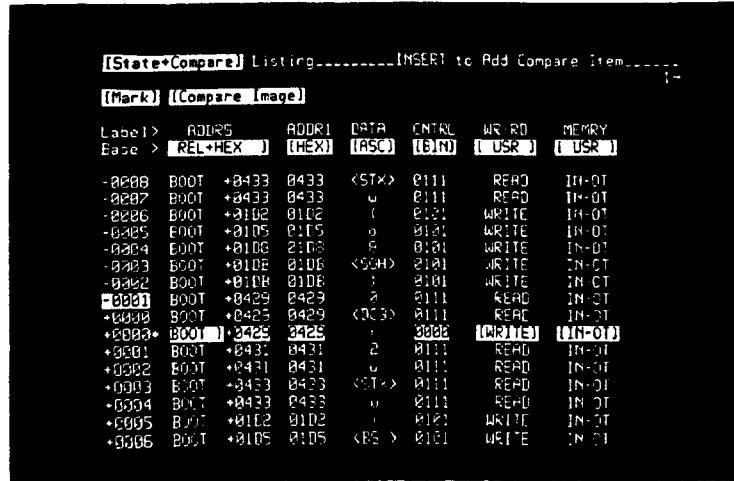 [State+Compare] Listing_________INSERT to Add Compare Item______
[Mark] [Compare Image]
Label> ADDRS ADDR1 DATA CNTRL WR-RD MEMRY
Base > REL+HEX ] [HEX] [ASC] [BIN] [ USR ] [ USR ]
-0008 BOOT +0433 0433 <STX> 0111 READ IN-OT
-0007 BOOT +0433 0433 0111 READ IN-OT
-0006 BOOT +01D2 01D2 ( 0101 WRITE IN-OT
-0005 BOOT +01D5 01D5 0101 WRITE IN-OT
-0004 BOOT +01D8 01D8 0101 WRITE IN-OT
-0003 BOOT +01DB 01DB <SOH> 0101 WRITE IN-OT
-0002 BOOT +01DB 01DB 0101 WRITE IN-OT
-0001 BOOT +0429 0429 0111 READ IN-OT
+0000 BOOT +0429 0429 <DC3> 0111 READ IN-OT
+0000* BOOT ] +0429 0429 0000 [WRITE] [IN-OT]
+0001 BOOT +0431 0431 2 0111 READ IN-OT
+0002 BOOT +0431 0431 0111 READ IN-OT
+0003 BOOT +0433 0433 <STX> 0111 READ IN-OT
+0004 BOOT +0433 0433 0111 READ IN-OT
+0005 BOOT +01D2 01D2 0101 WRITE IN-OT
+0006 BOOT +01D5 01D5 <BS > 0101 WRITE IN-OT